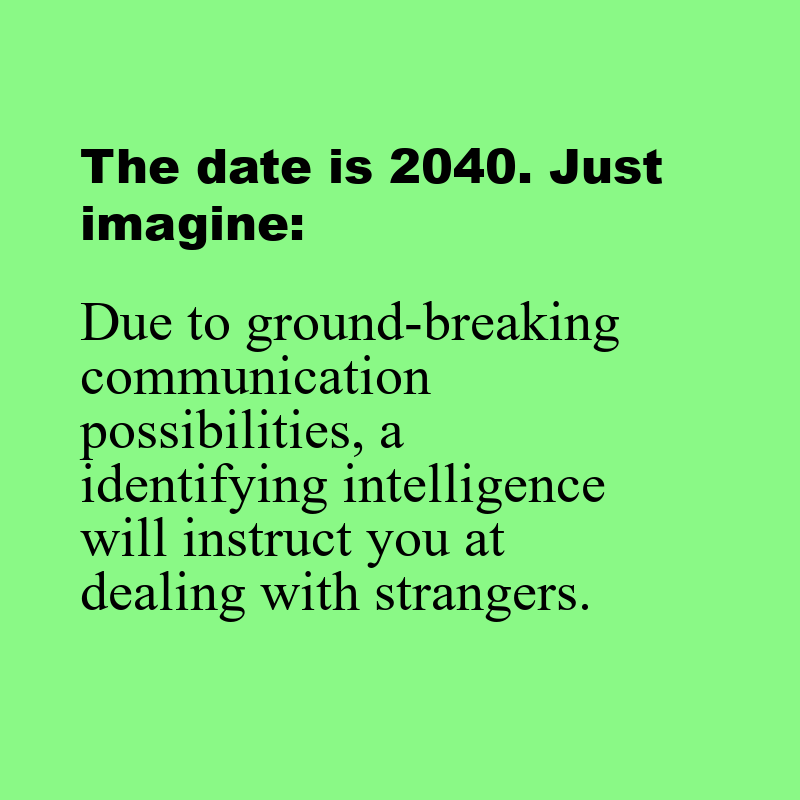 The date is 2040. Just
imagine:
Due to ground-breaking
communication
possibilities, a
identifying intelligence
will instruct you at
dealing with strangers.